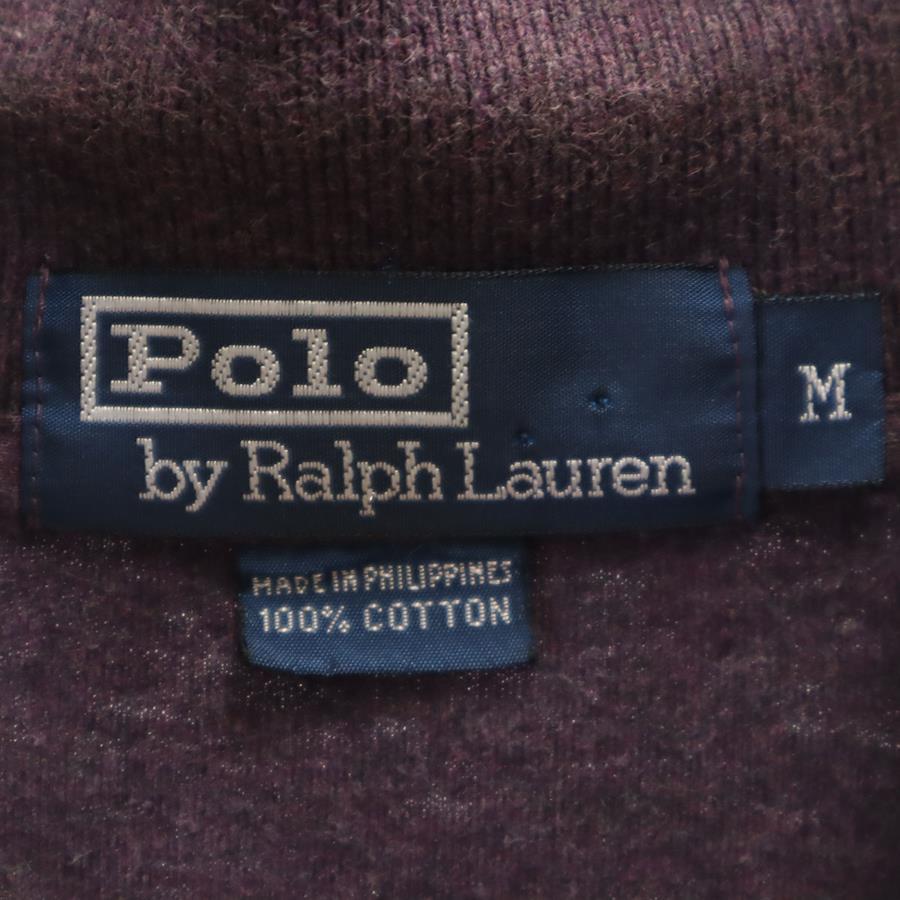 Polo
by Ralph Lauren
M
MADE IN PHILIPPINES
100% COTTON